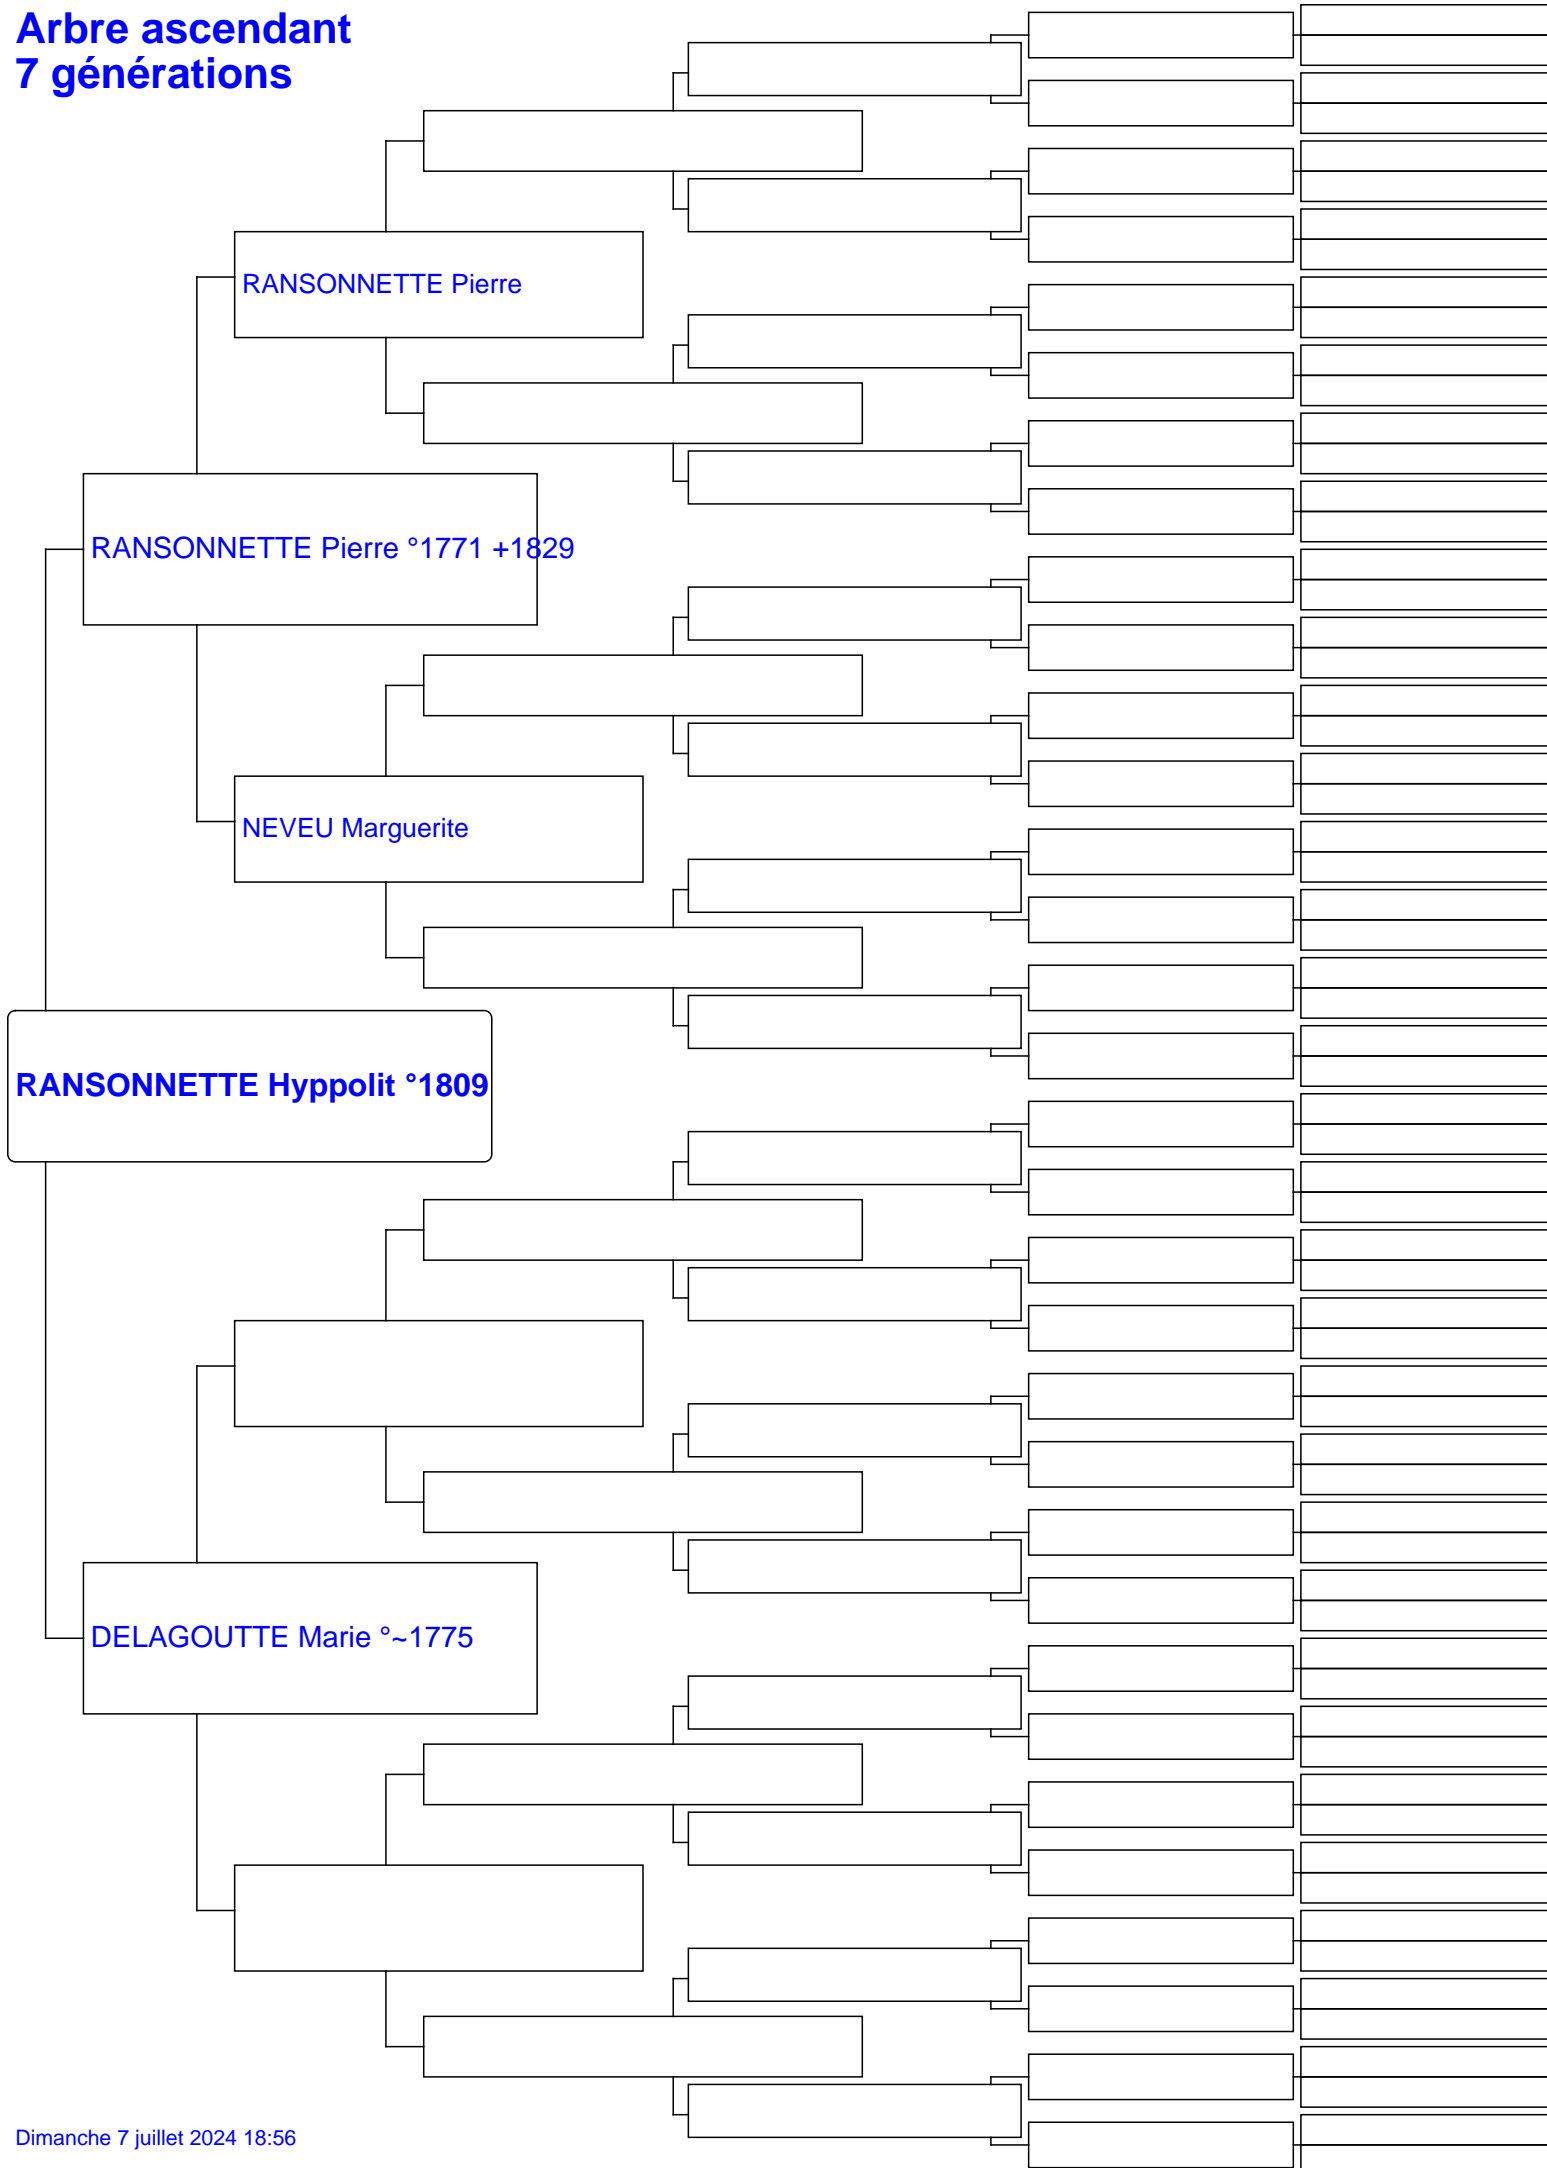 Arbre ascendant
7 générations
RANSONNETTE Pierre
RANSONNETTE Pierre °1771 +1829
NEVEU Marguerite
RANSONNETTE Hyppolit °1809
DELAGOUTTE Marie °~1775
Dimanche 7 juillet 2024 18:56